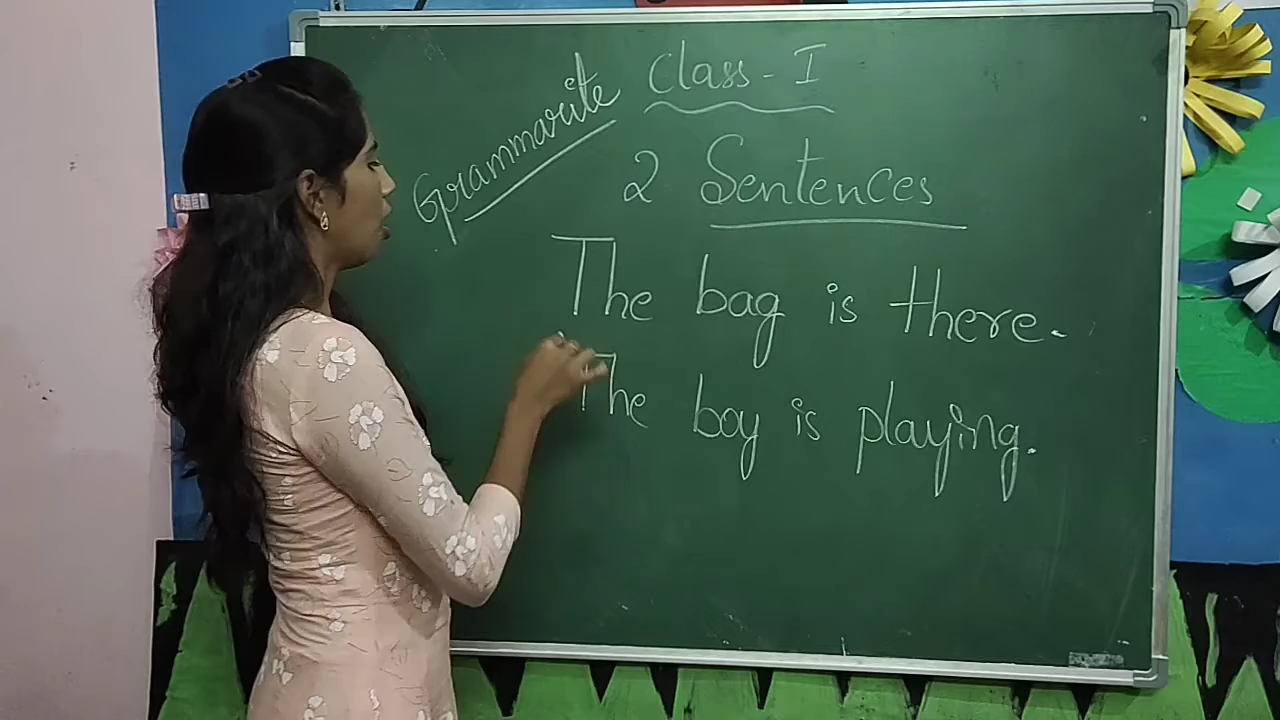 Grammarite
Class - I
2 Sentences
The bag is there.
The boy is playing.